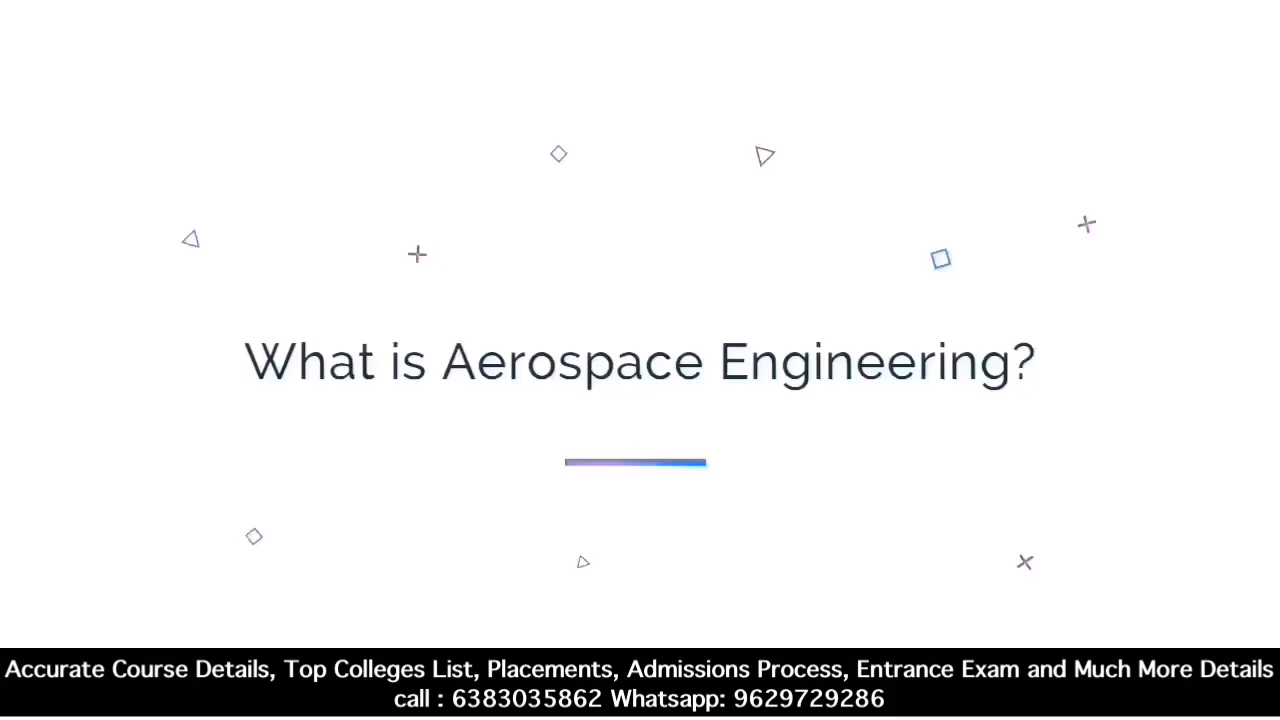 What is Aerospace Engineering?
Accurate Course Details, Top Colleges List, Placements, Admissions Process, Entrance Exam and Much More Details
call : 6383035862 Whatsapp: 9629729286